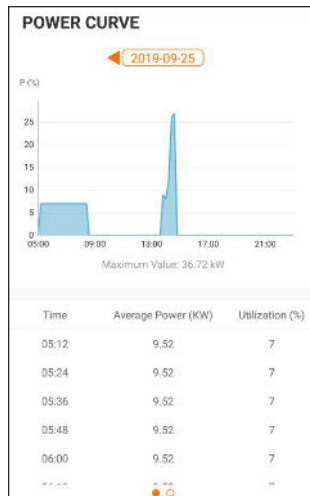 POWER CURVE
2019-09-25
P (%)
25
20
15
10
5
0
05:00 09:00 13:00 17:00 21:00
Maximum Value: 36.72 kW
Time Average Power (KW) Utilization (%)
05:12 9.52 7
05:24 9.52 7
05:36 9.52 7
05:48 9.52 7
06:00 9.52 7